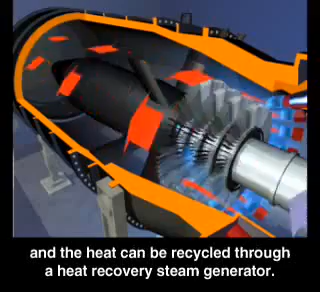 and the heat can be recycled through
a heat recovery steam generator.